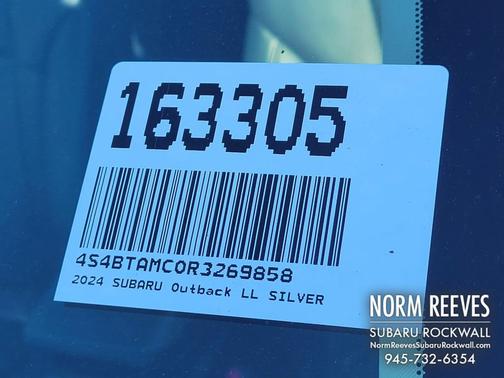 163305
4S4BTAMC0R3269858
2024 SUBARU Outback LL SILVER
NORM REEVES
SUBARU ROCKWALL
NormReevesSubaruRockwall.com
945-732-6354